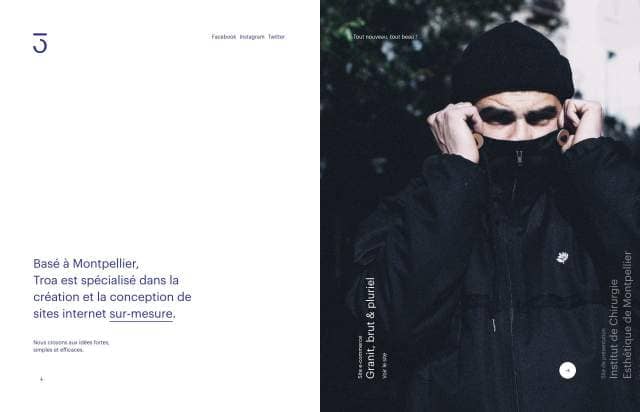 Facebook Instagram Twitter
Basé à Montpellier,
Troa est spécialisé dans la
création et la conception de
sites internet sur-mesure.
Nous croyons aux idées fortes,
simples et efficaces.
Tout nouveau, tout beau !
Site e-commerce
Granit, brut & pluriel
Voir le site
Site de présentation
Institut de Chirurgie
Esthétique de Montpellier